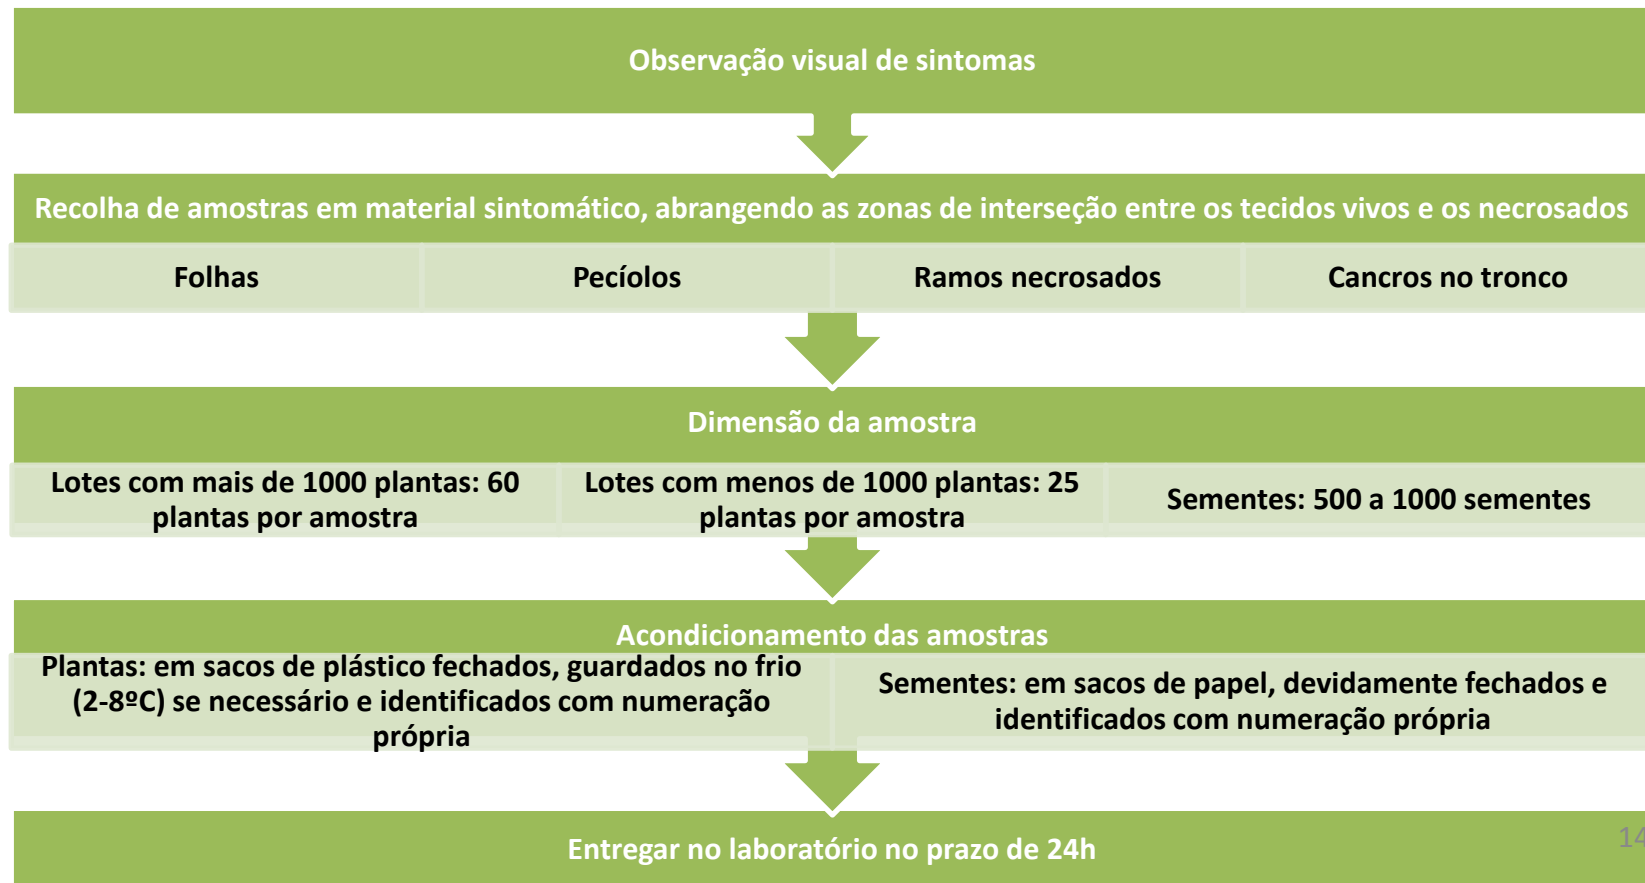 Observação visual de sintomas
Recolha de amostras em material sintomático, abrangendo as zonas de interseção entre os tecidos vivos e os necrosados
Folhas
Pecíolos
Ramos necrosados
Cancros no tronco
Dimensão da amostra
Lotes com mais de 1000 plantas: 60
plantas por amostra
Lotes com menos de 1000 plantas: 25
plantas por amostra
Sementes: 500 a 1000 sementes
Acondicionamento das amostras
Plantas: em sacos de plástico fechados, guardados no frio
(2-8ºC) se necessário e identificados com numeração
própria
Sementes: em sacos de papel, devidamente fechados e
identificados com numeração própria
Entregar no laboratório no prazo de 24h
14